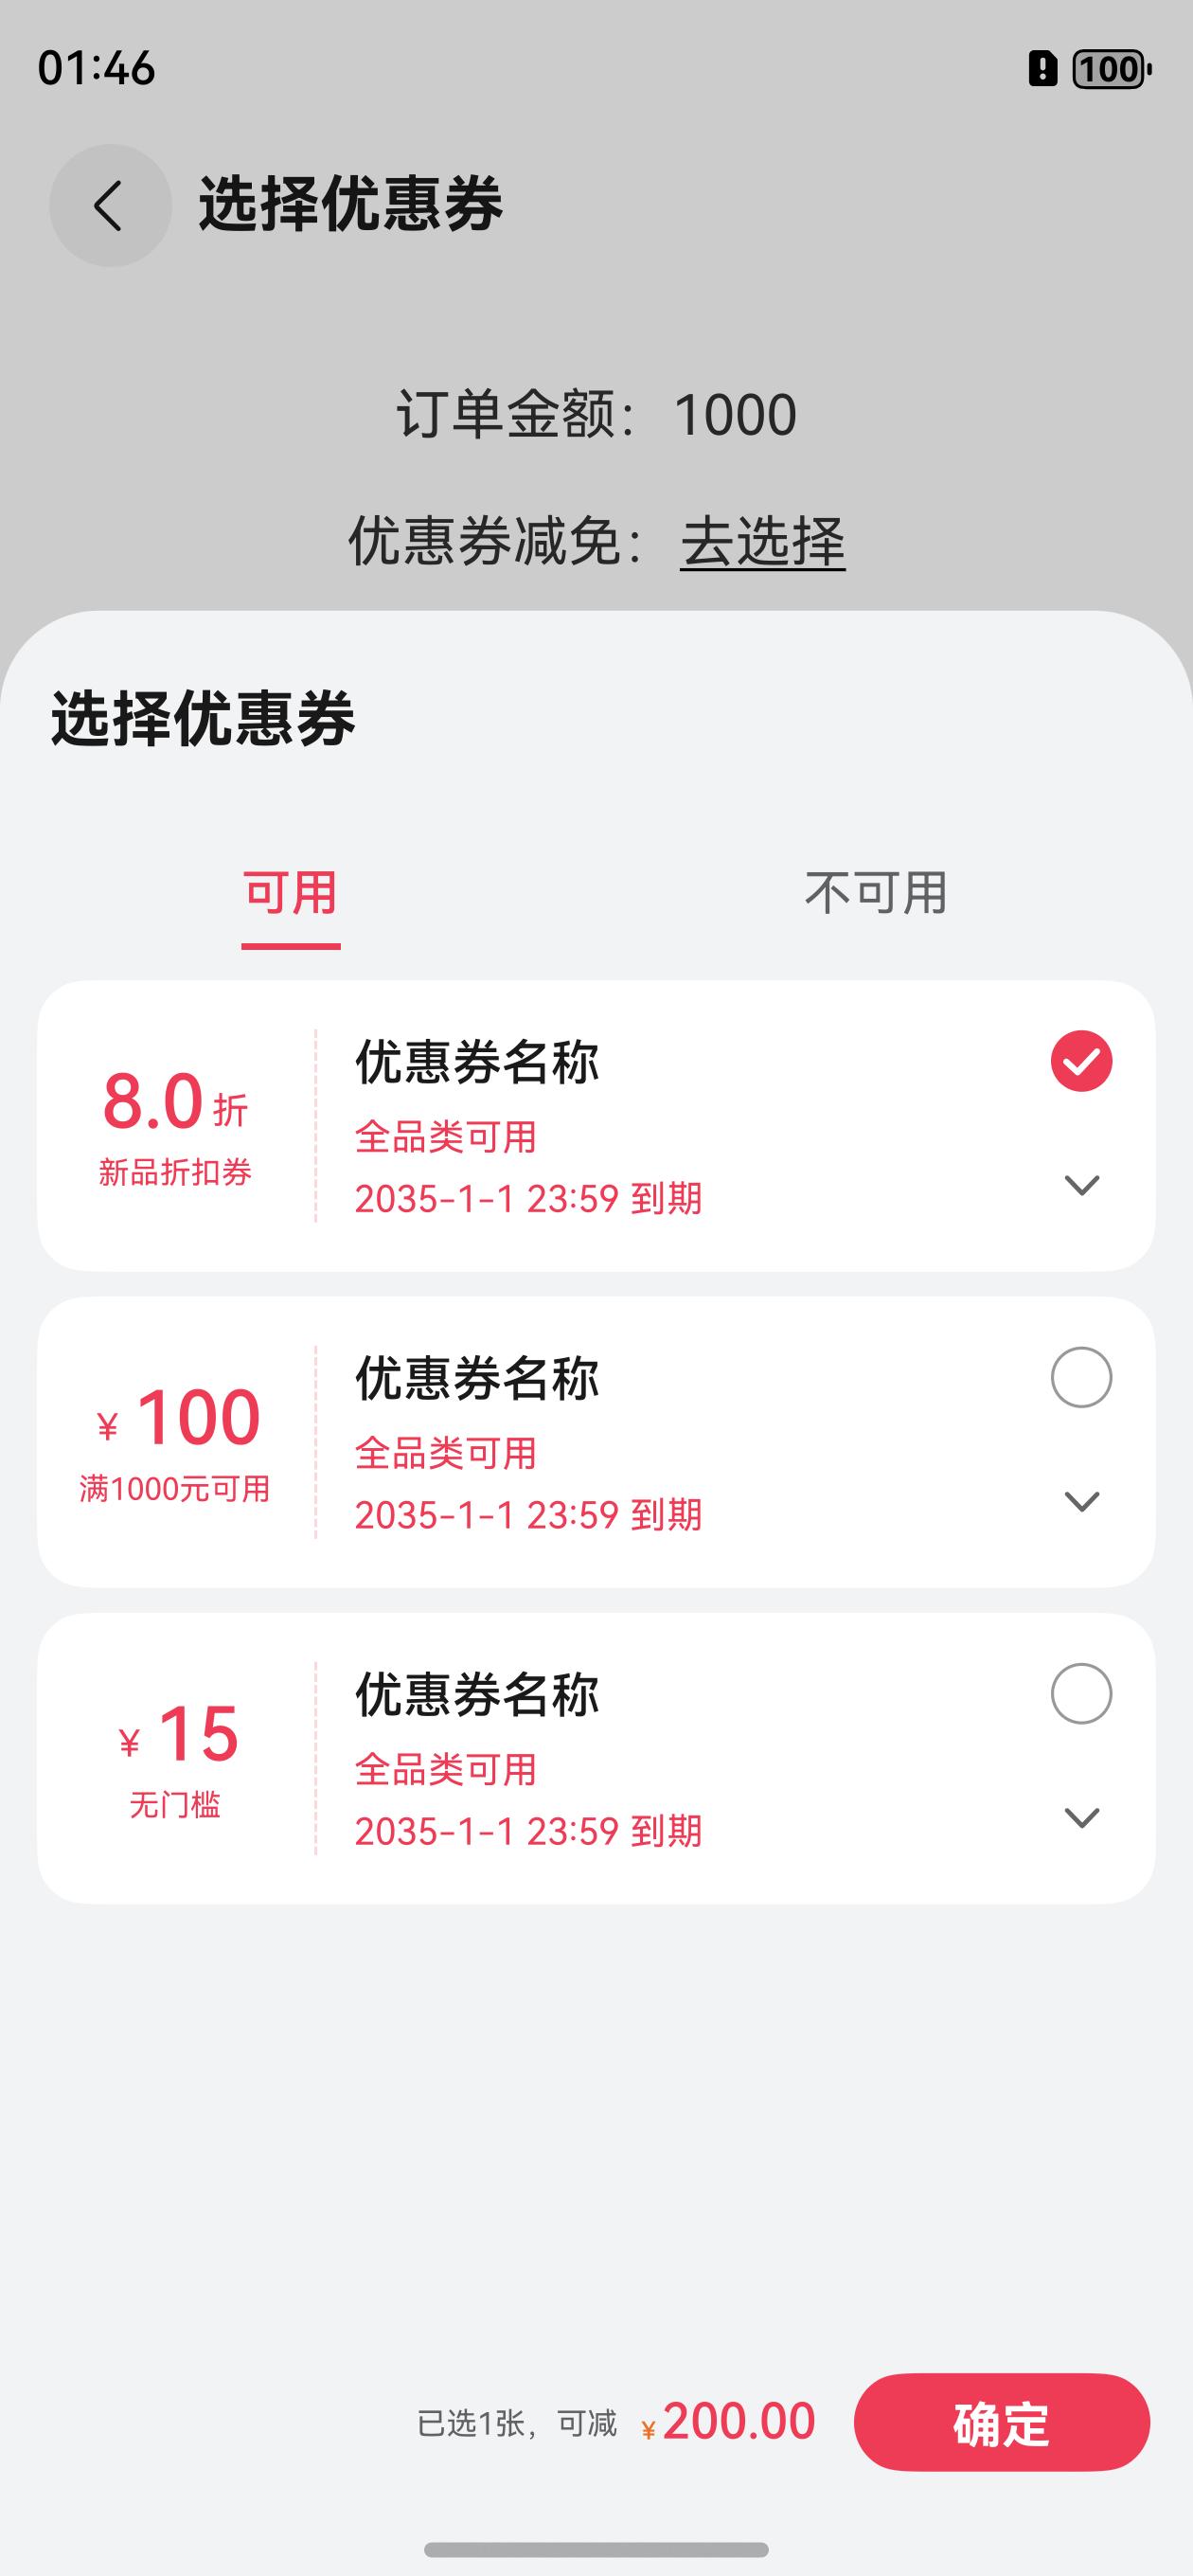 01:46
100
选择优惠券
订单金额：1000
优惠券减免：去选择
选择优惠券
可用
不可用
8.0折
新品折扣券
优惠券名称
全品类可用
2035-1-1 23:59 到期
¥ 100
满1000元可用
优惠券名称
全品类可用
2035-1-1 23:59 到期
¥ 15
无门槛
优惠券名称
全品类可用
2035-1-1 23:59 到期
已选1张，可减 ¥200.00
确定